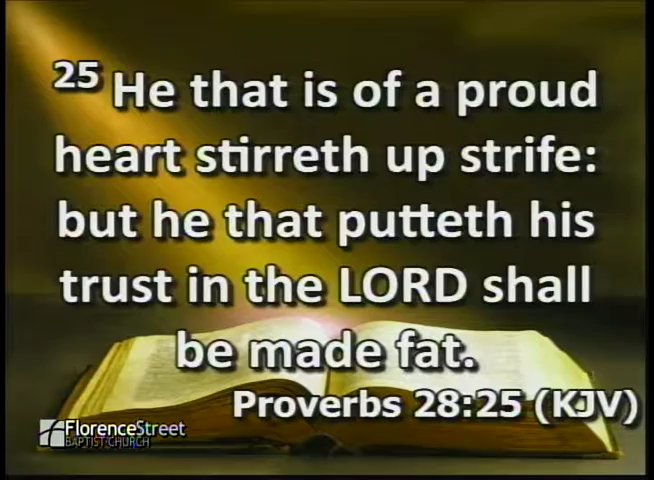 25 He that is of a proud
heart stirreth up strife:
but he that putteth his
trust in the LORD shall
be made fat.
Proverbs 28:25 (KJV)
FlorenceStreet
BAPTIST CHURCH